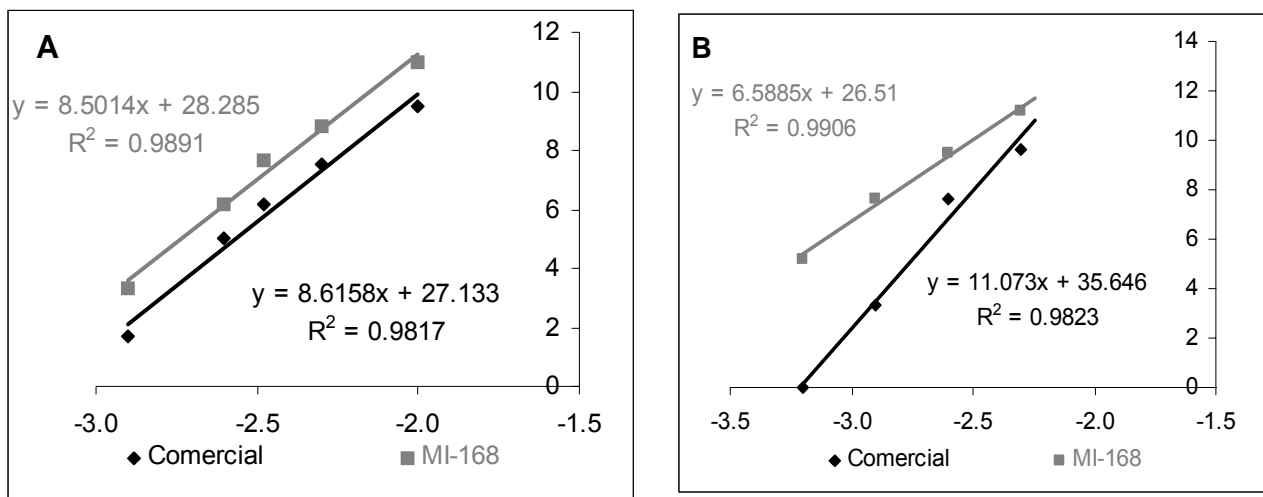 A
y = 8.5014x + 28.285
R² = 0.9891
y = 8.6158x + 27.133
R² = 0.9817
12
10
8
6
4
2
0
-3.0 -2.5 -2.0 -1.5
Comercial MI-168
B
y = 6.5885x + 26.51
R² = 0.9906
y = 11.073x + 35.646
R² = 0.9823
14
12
10
8
6
4
2
0
-3.5 -3.0 -2.5 -2.0 -1.5
Comercial MI-168